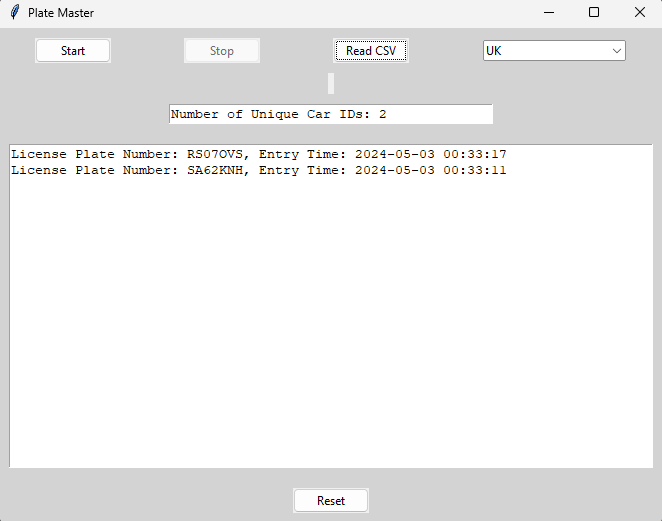 Plate Master
Start Stop Read CSV UK
Number of Unique Car IDs: 2
License Plate Number: RS07OVS, Entry Time: 2024-05-03 00:33:17
License Plate Number: SA62KNH, Entry Time: 2024-05-03 00:33:11
Reset